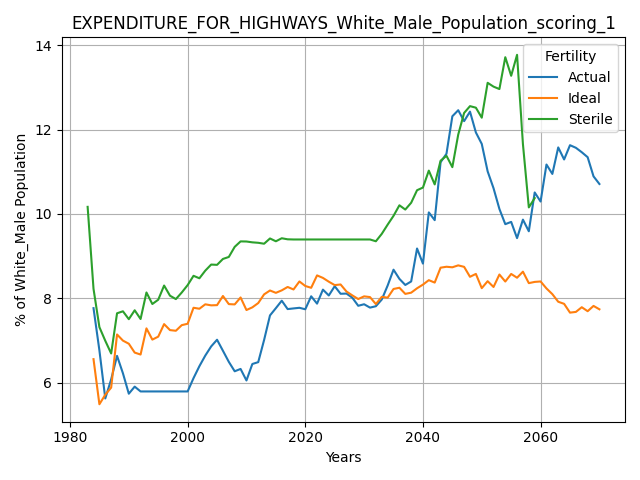 EXPENDITURE_FOR_HIGHWAYS_White_Male_Population_scoring_1
% of White_Male Population
14
12
10
8
6
Fertility
Actual
Ideal
Sterile
1980
2000
2020
2040
2060
Years